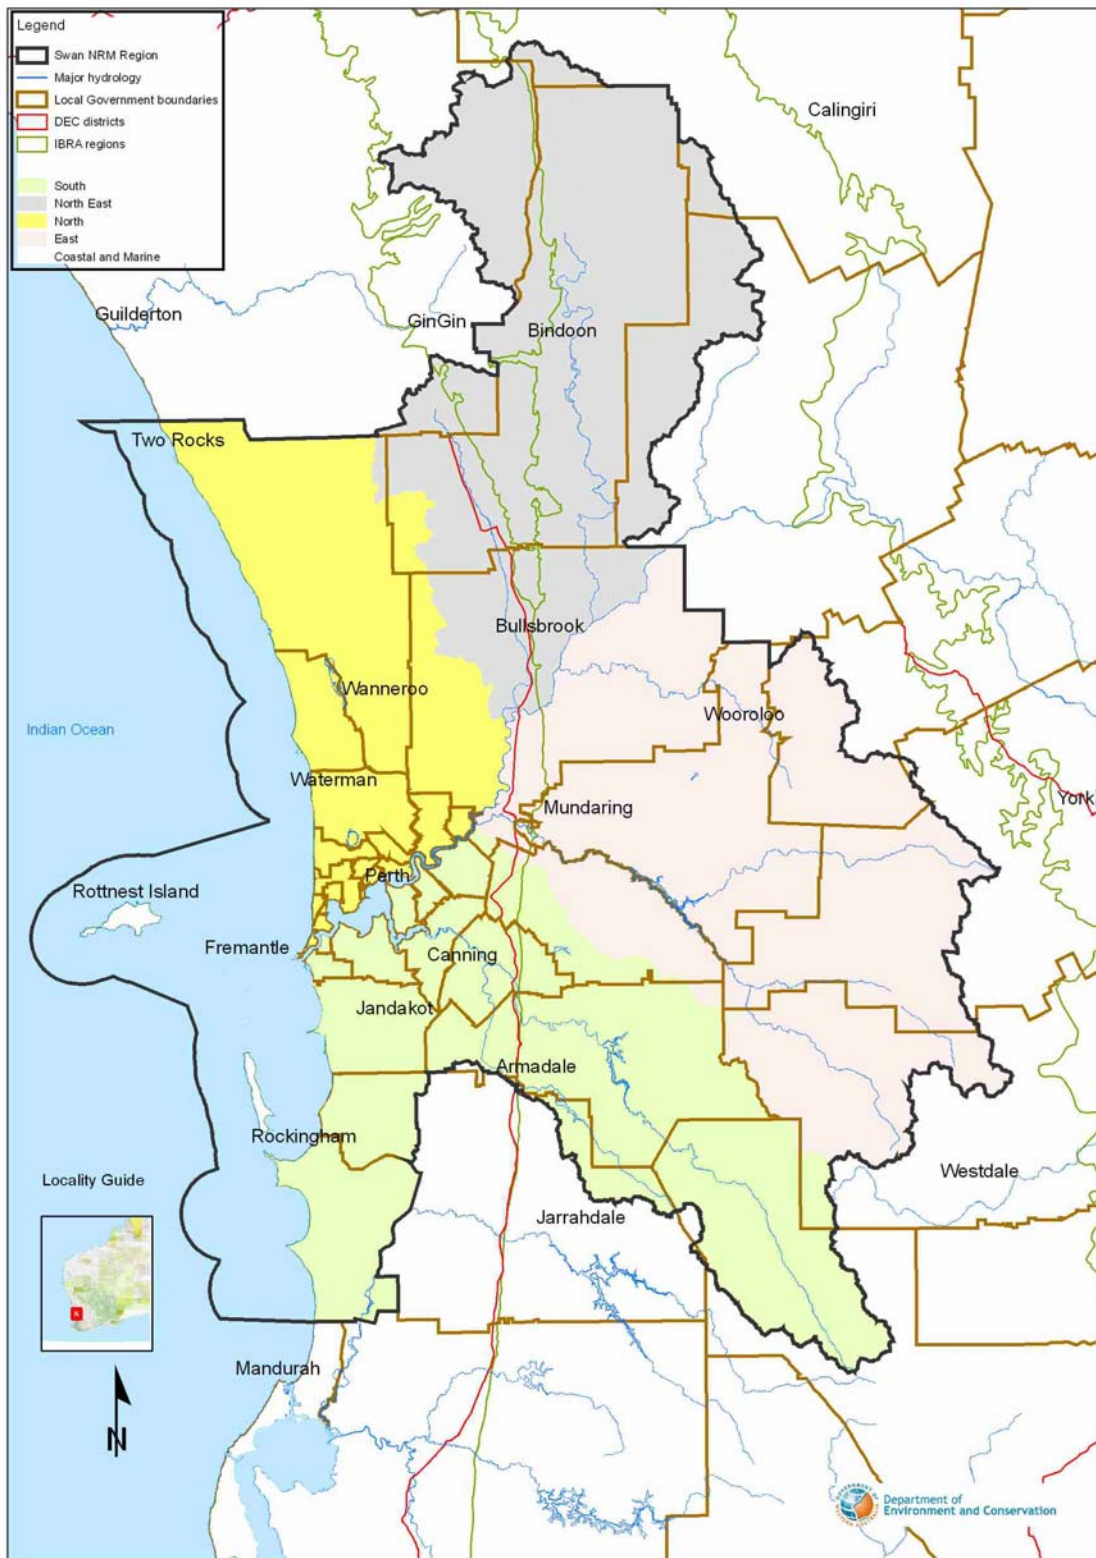 Legend
Swan NRM Region
Major hydrology
Local Government boundaries
DEC districts
IBRA regions
South
North East
North
East
Coastal and Marine
Calingiri
Guilderton
GinGin
Bindoon
Two Rocks
Bullsbrook
Wanneroo
Wooroloo
Indian Ocean
Waterman
Mundaring
York
Perth
Rottnest Island
Fremantle
Canning
Jandakot
Armadale
Rockingham
Westdale
Locality Guide
Jarrahdale
Mandurah
N
Department of
Environment and Conservation